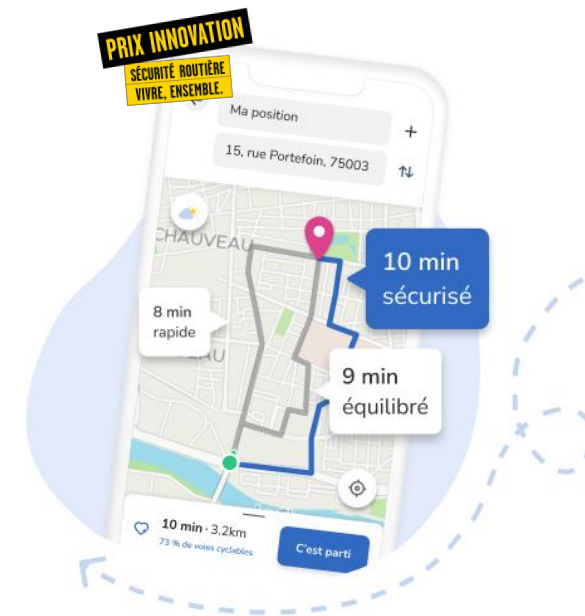 PRIX INNOVATION
SÉCURITÉ ROUTIÈRE
VIVRE, ENSEMBLE.
Ma position
15, rue Portefoin, 75003
CHAUVEAU
10 min
sécurisé
8 min
rapide
EAU
9 min
équilibré
10 min · 3.2km
73 % de voies cyclables
C'est parti